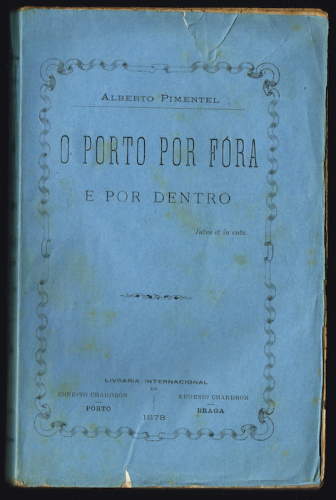 ALBERTO PIMENTEL
O PORTO POR FÓRA
E POR DENTRO
Intus et in cute.
LIVRARIA INTERNACIONAL
DE
ERNESTO CHARDRON
PORTO
EUGENIO CHARDRON
BRAGA
1878